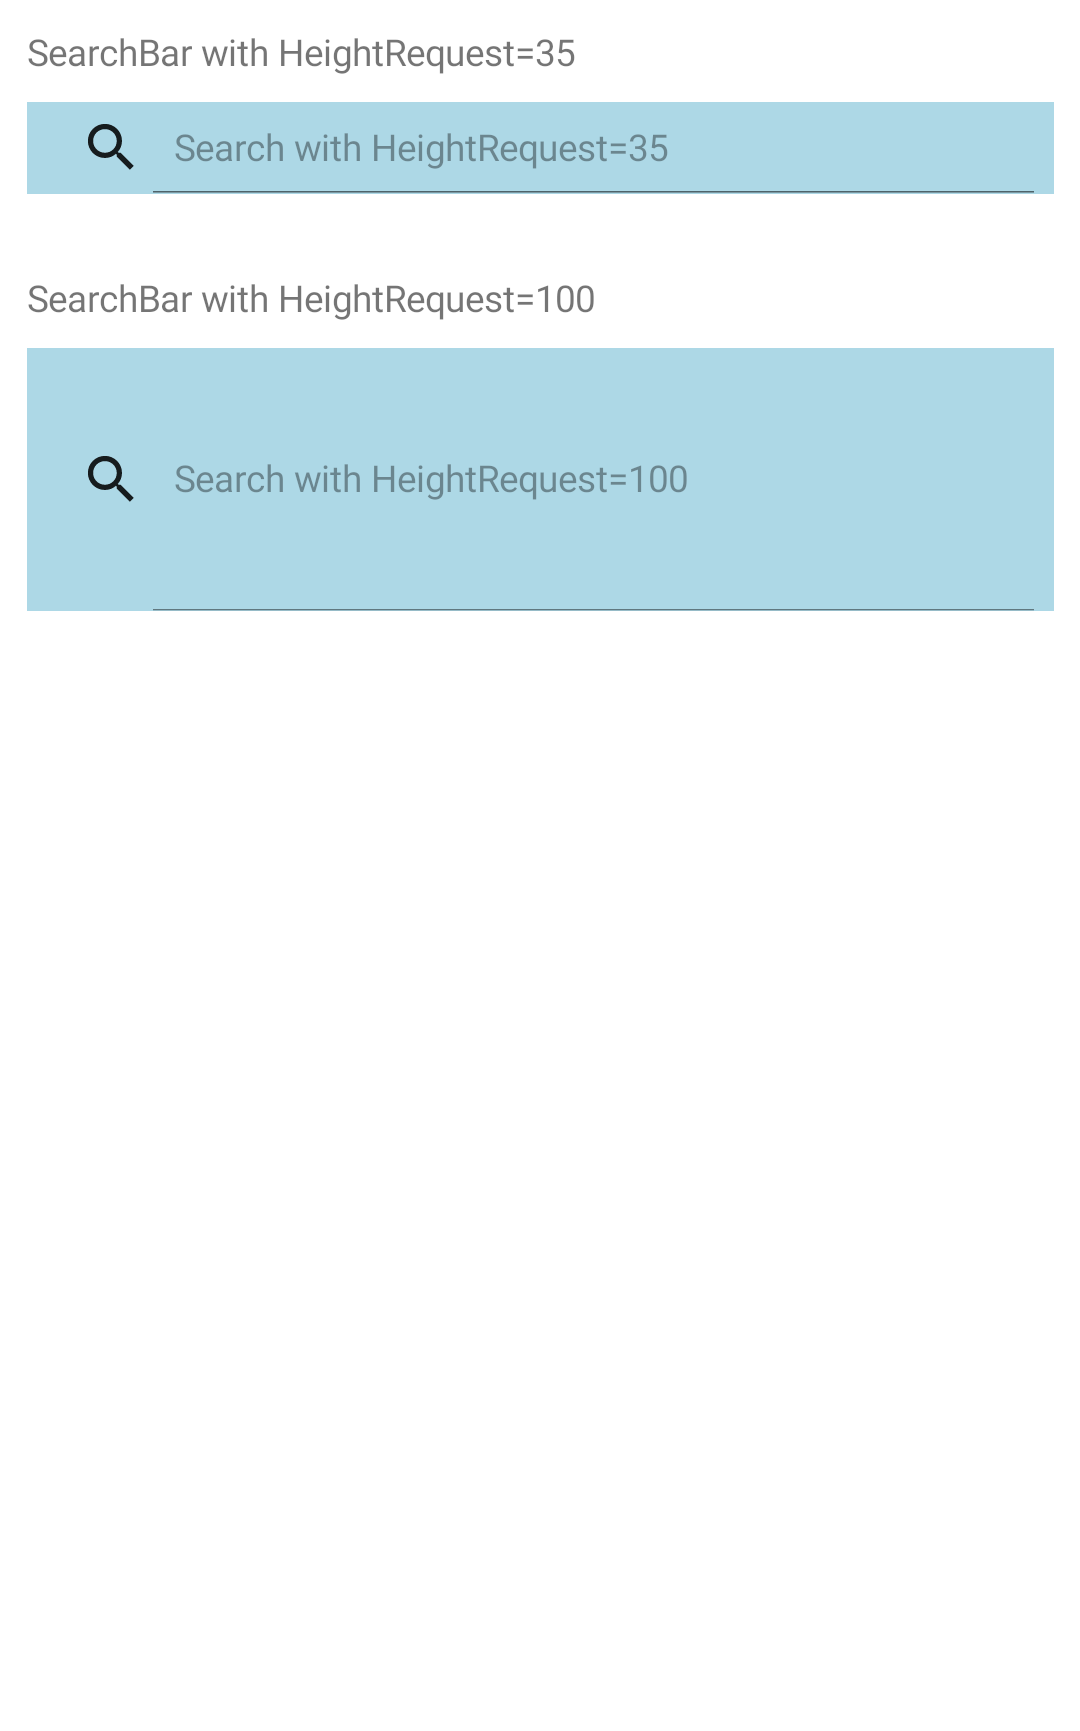 SearchBar with HeightRequest=35
Search with HeightRequest=35
SearchBar with HeightRequest=100
Search with HeightRequest=100